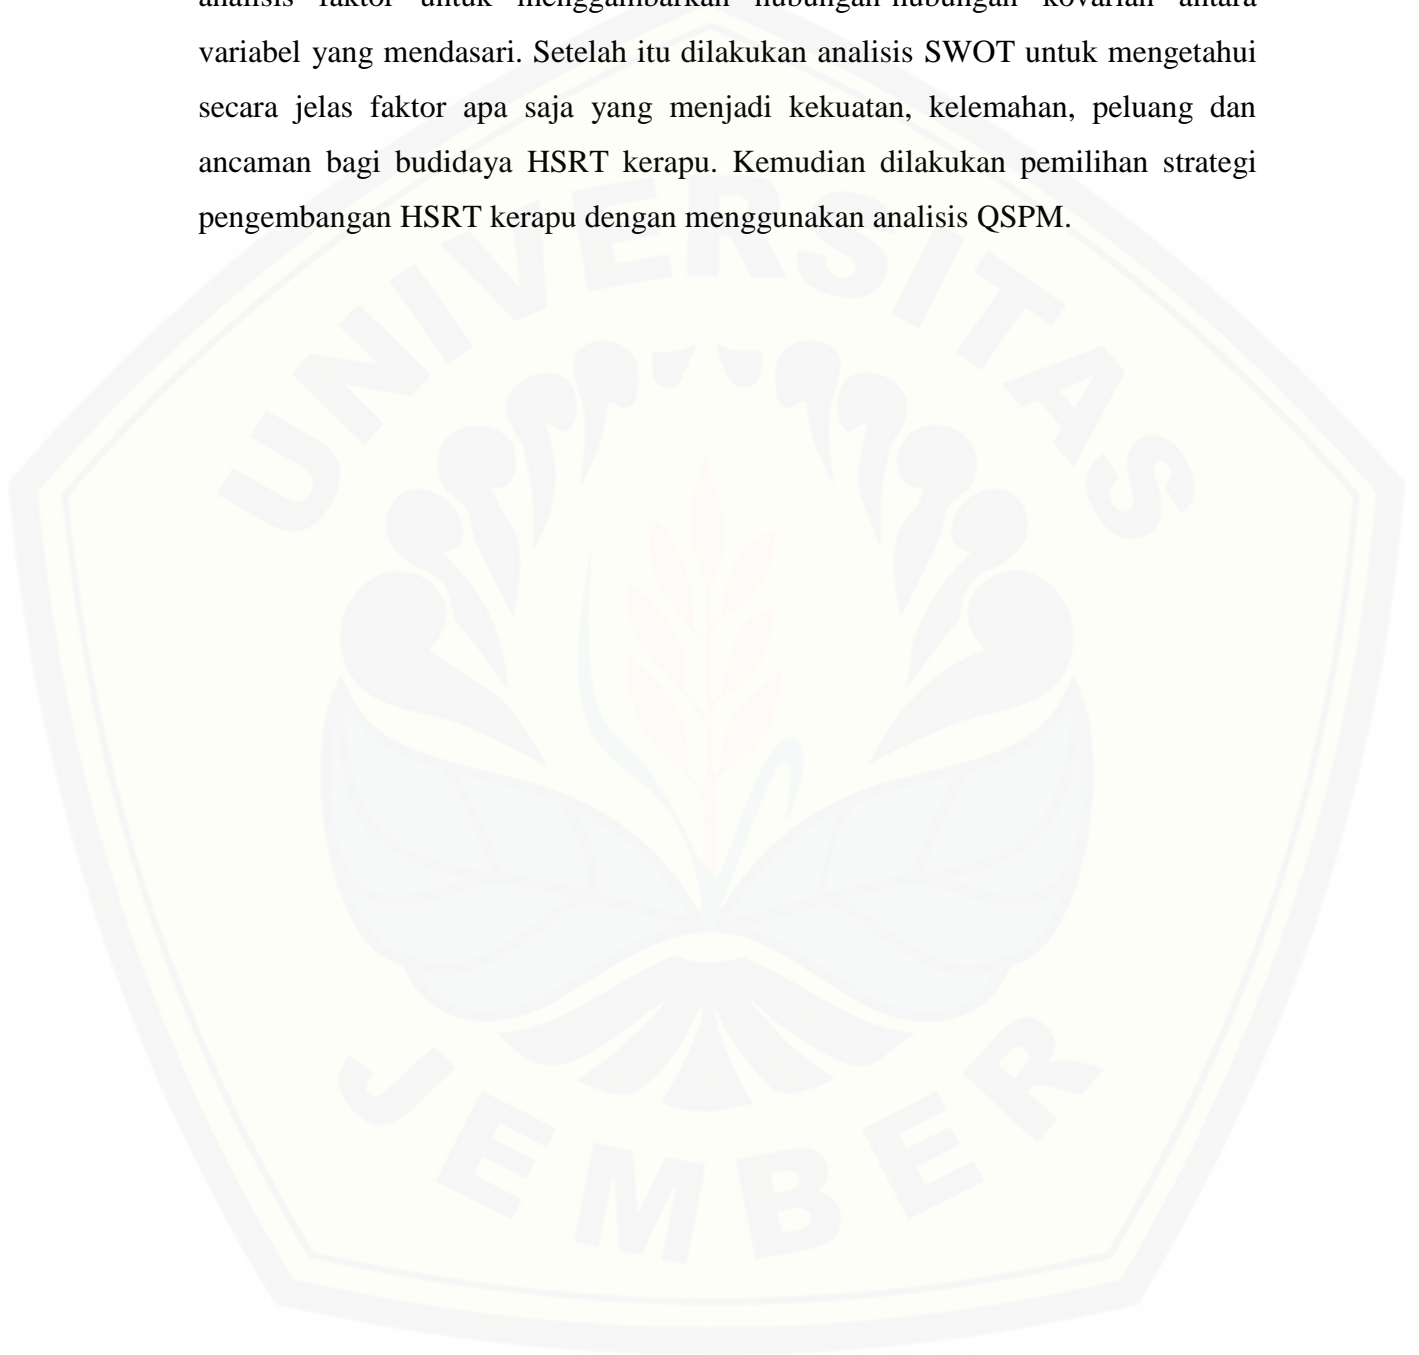 analisis faktor untuk menggambarkan hubungan-hubungan kovarian antara
variabel yang mendasari. Setelah itu dilakukan analisis SWOT untuk mengetahui
secara jelas faktor apa saja yang menjadi kekuatan, kelemahan, peluang dan
ancaman bagi budidaya HSRT kerapu. Kemudian dilakukan pemilihan strategi
pengembangan HSRT kerapu dengan menggunakan analisis QSPM.
UNIVERSITAS
JEMBER